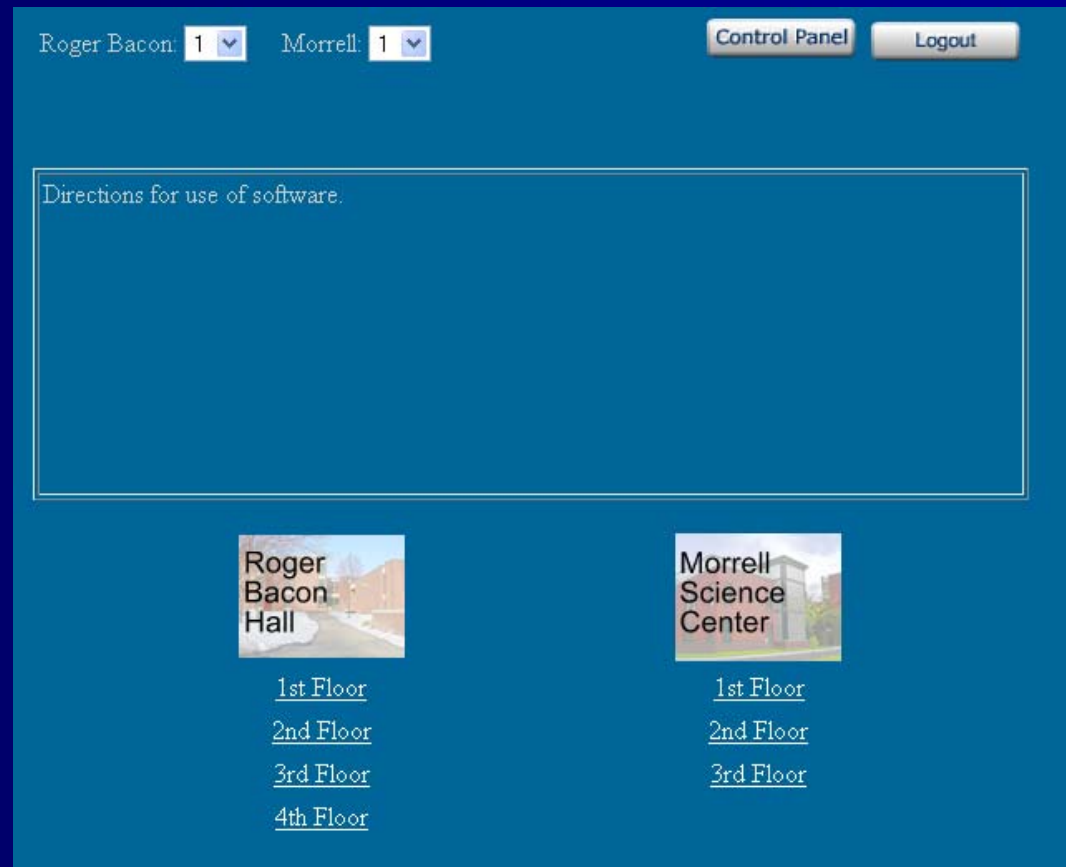 Roger Bacon: 1 Morrell: 1 Control Panel Logout
Directions for use of software.
Roger
Bacon
Hall
1st Floor
2nd Floor
3rd Floor
4th Floor
Morrell
Science
Center
1st Floor
2nd Floor
3rd Floor